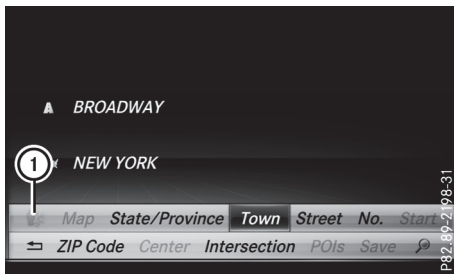 A BROADWAY
1
NEW YORK
Map State/Province Town Street No. Start
ZIP Code Center Intersection POIs Save
P82.89-2198-31